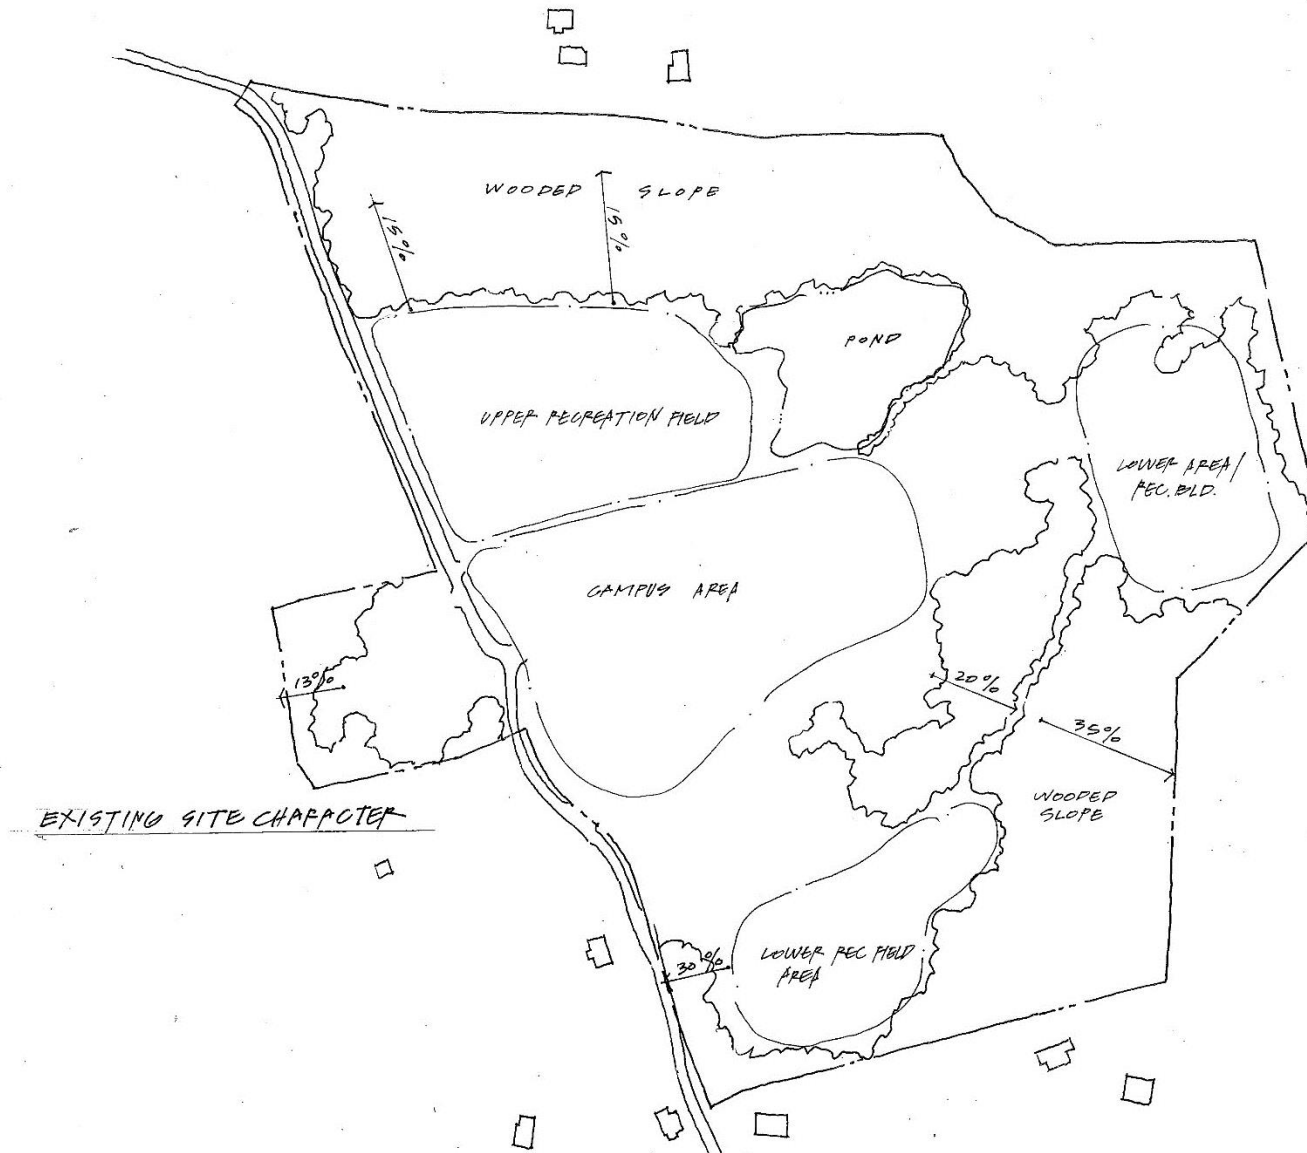 WOODED SLOPE
15%
15%
POND
UPPER RECREATION FIELD
LOWER AREA/
REC. BLD.
CAMPUS AREA
13%
20%
35%
WOODED
SLOPE
EXISTING SITE CHARACTER
LOWER REC FIELD
AREA
30%